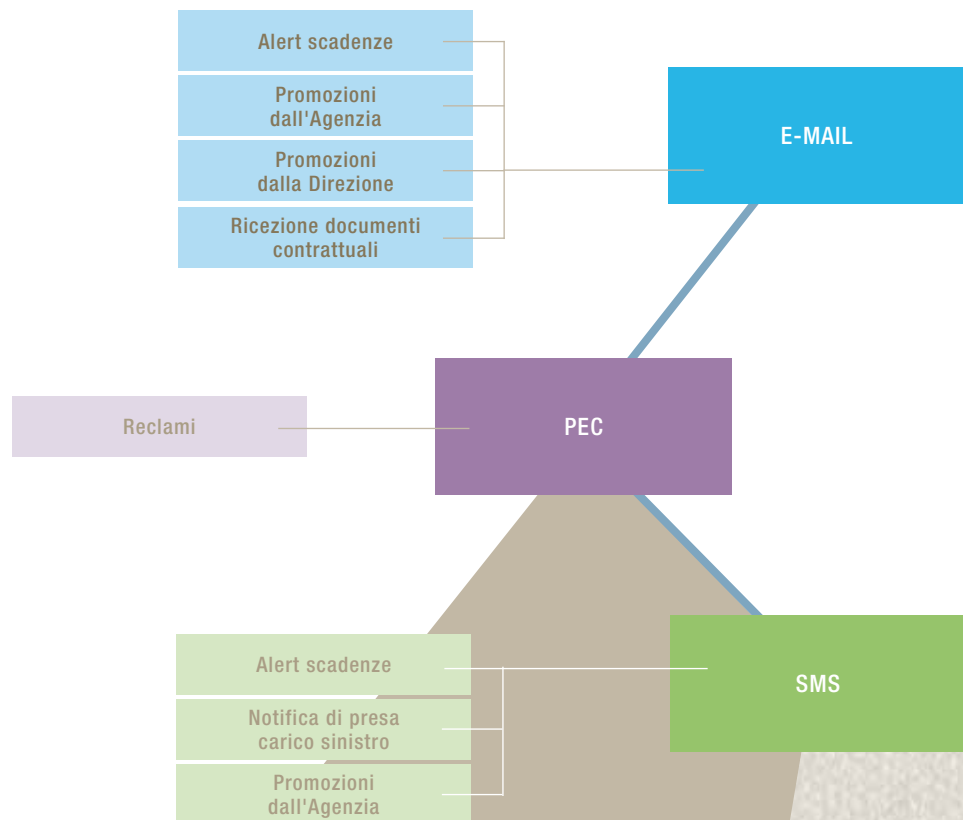 Alert scadenze
Promozioni
dall'Agenzia
Promozioni
dalla Direzione
Ricezione documenti
contrattuali
E-MAIL
Reclami
PEC
Alert scadenze
Notifica di presa
carico sinistro
Promozioni
dall'Agenzia
SMS